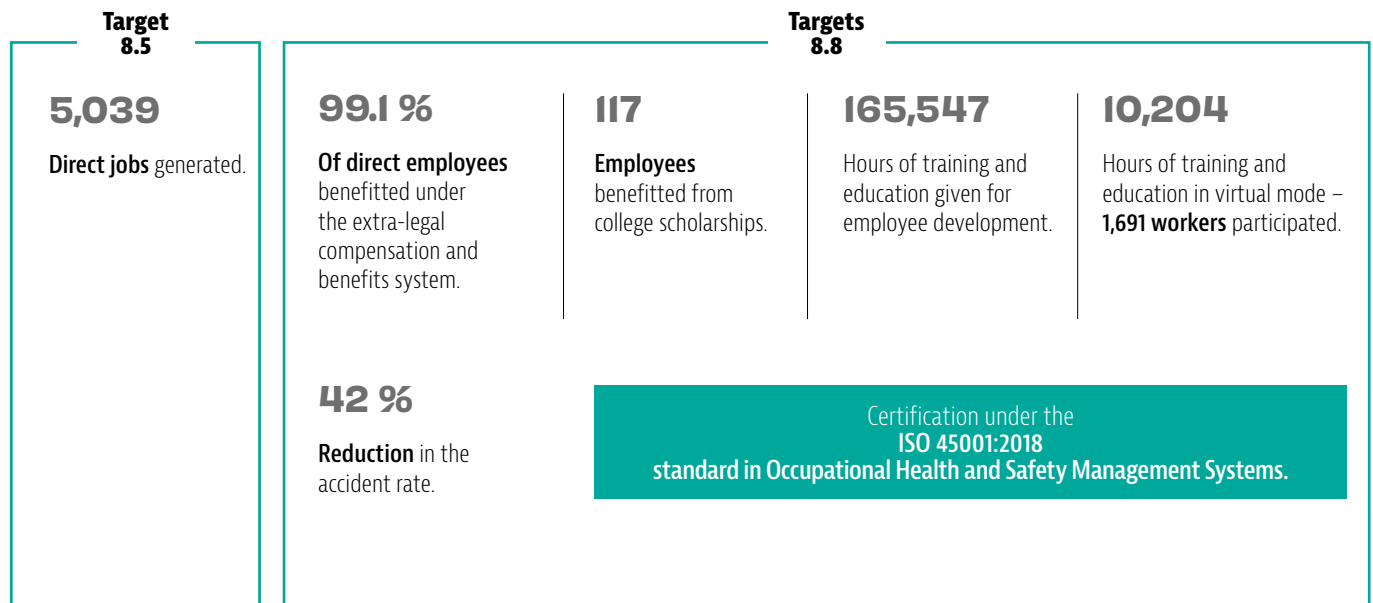 Target
8.5
5,039
Direct jobs generated.
Targets
8.8
99.1 %
Of direct employees
benefitted under
the extra-legal
compensation and
benefits system.
117
Employees
benefitted from
college scholarships.
165,547
Hours of training and
education given for
employee development.
10,204
Hours of training and
education in virtual mode –
1,691 workers participated.
42 %
Reduction in the
accident rate.
Certification under the
ISO 45001:2018
standard in Occupational Health and Safety Management Systems.